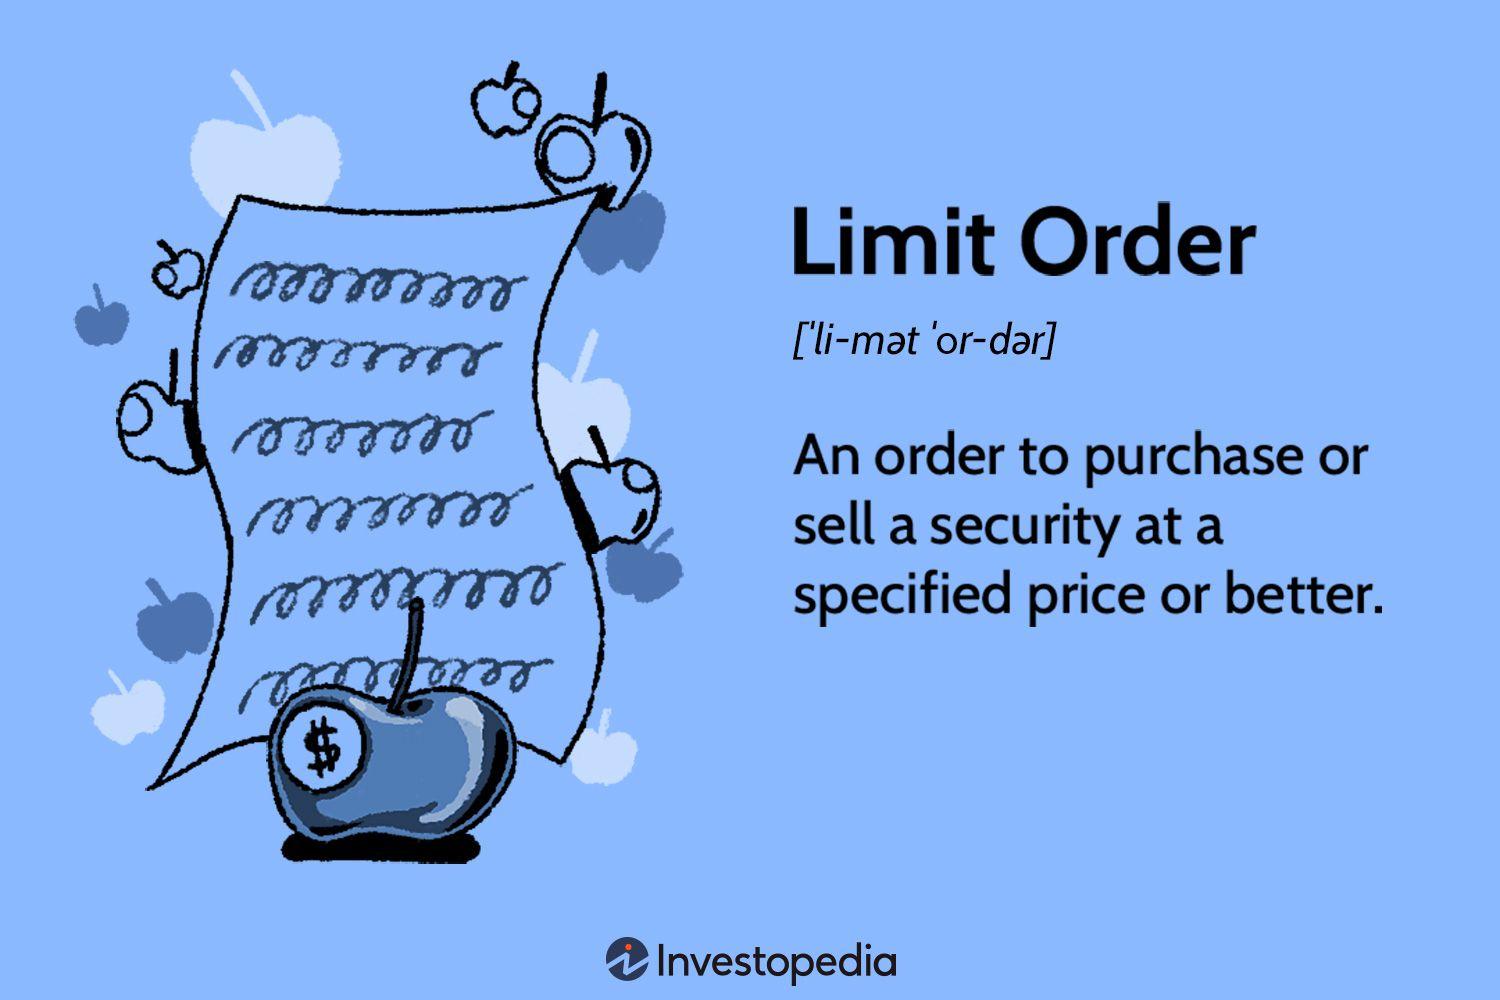 Limit Order
[ˈli-mət ˈor-dər]
An order to purchase or
sell a security at a
specified price or better.
$
Investopedia